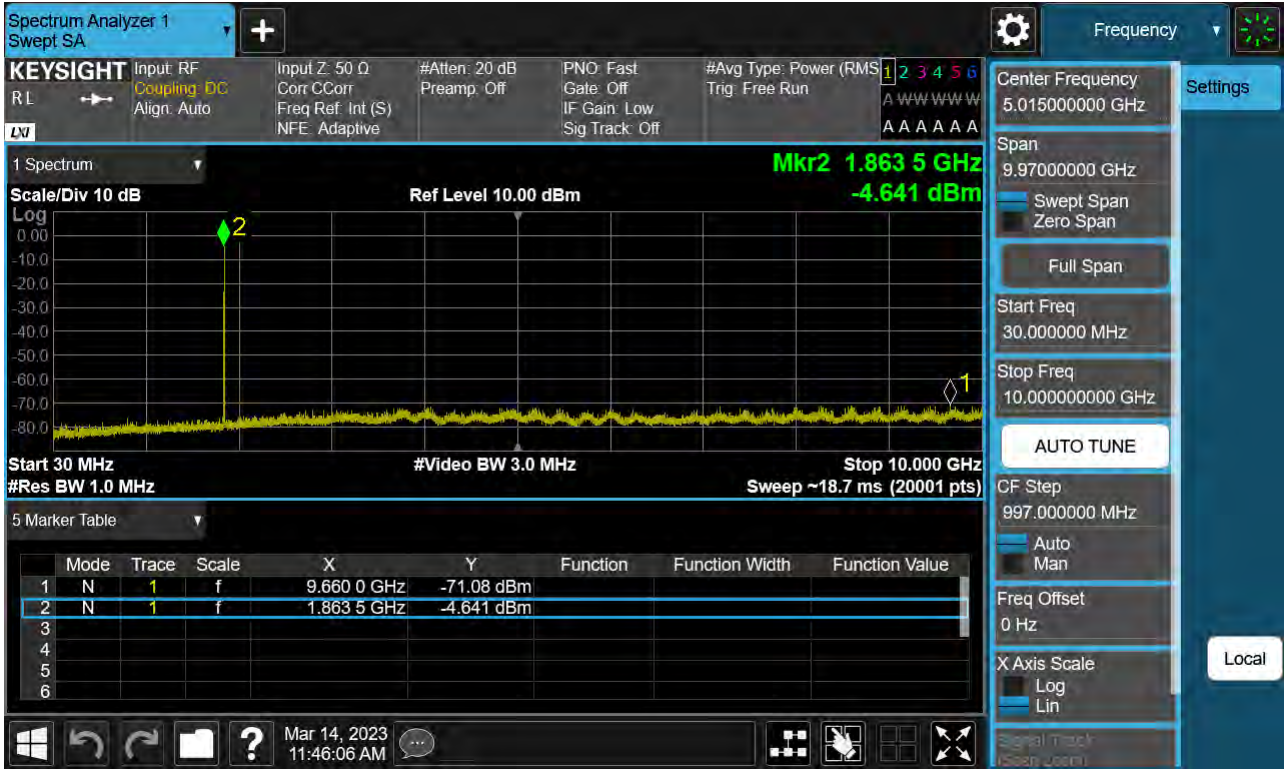 Spectrum Analyzer 1
Swept SA
Frequency
KEYSIGHT
R L
LXI
Input: RF
Coupling: DC
Align: Auto
Input Z: 50 Ω
Corr CCorr
Freq Ref: Int (S)
NFE: Adaptive
#Atten: 20 dB
Preamp: Off
PNO: Fast
Gate: Off
IF Gain: Low
Sig Track: Off
#Avg Type: Power (RMS
Trig: Free Run
1 2 3 4 5 6
A W W W W W
A A A A A A
1 Spectrum
Scale/Div 10 dB
Ref Level 10.00 dBm
Mkr2 1.863 5 GHz
-4.641 dBm
Log
0.00
-10.0
-20.0
-30.0
-40.0
-50.0
-60.0
-70.0
-80.0
2
1
Start 30 MHz
#Video BW 3.0 MHz
Stop 10.000 GHz
#Res BW 1.0 MHz
Sweep ~18.7 ms (20001 pts)
5 Marker Table
Mode Trace Scale X Y Function Function Width Function Value
1 N 1 f 9.660 0 GHz -71.08 dBm
2 N 1 f 1.863 5 GHz -4.641 dBm
3
4
5
6
Mar 14, 2023
11:46:06 AM
Center Frequency
5.015000000 GHz
Span
9.97000000 GHz
Swept Span
Zero Span
Full Span
Start Freq
30.000000 MHz
Stop Freq
10.000000000 GHz
AUTO TUNE
CF Step
997.000000 MHz
Auto
Man
Freq Offset
0 Hz
X Axis Scale
Log
Lin
Signal Track
(Span Zoom)
Settings
Local